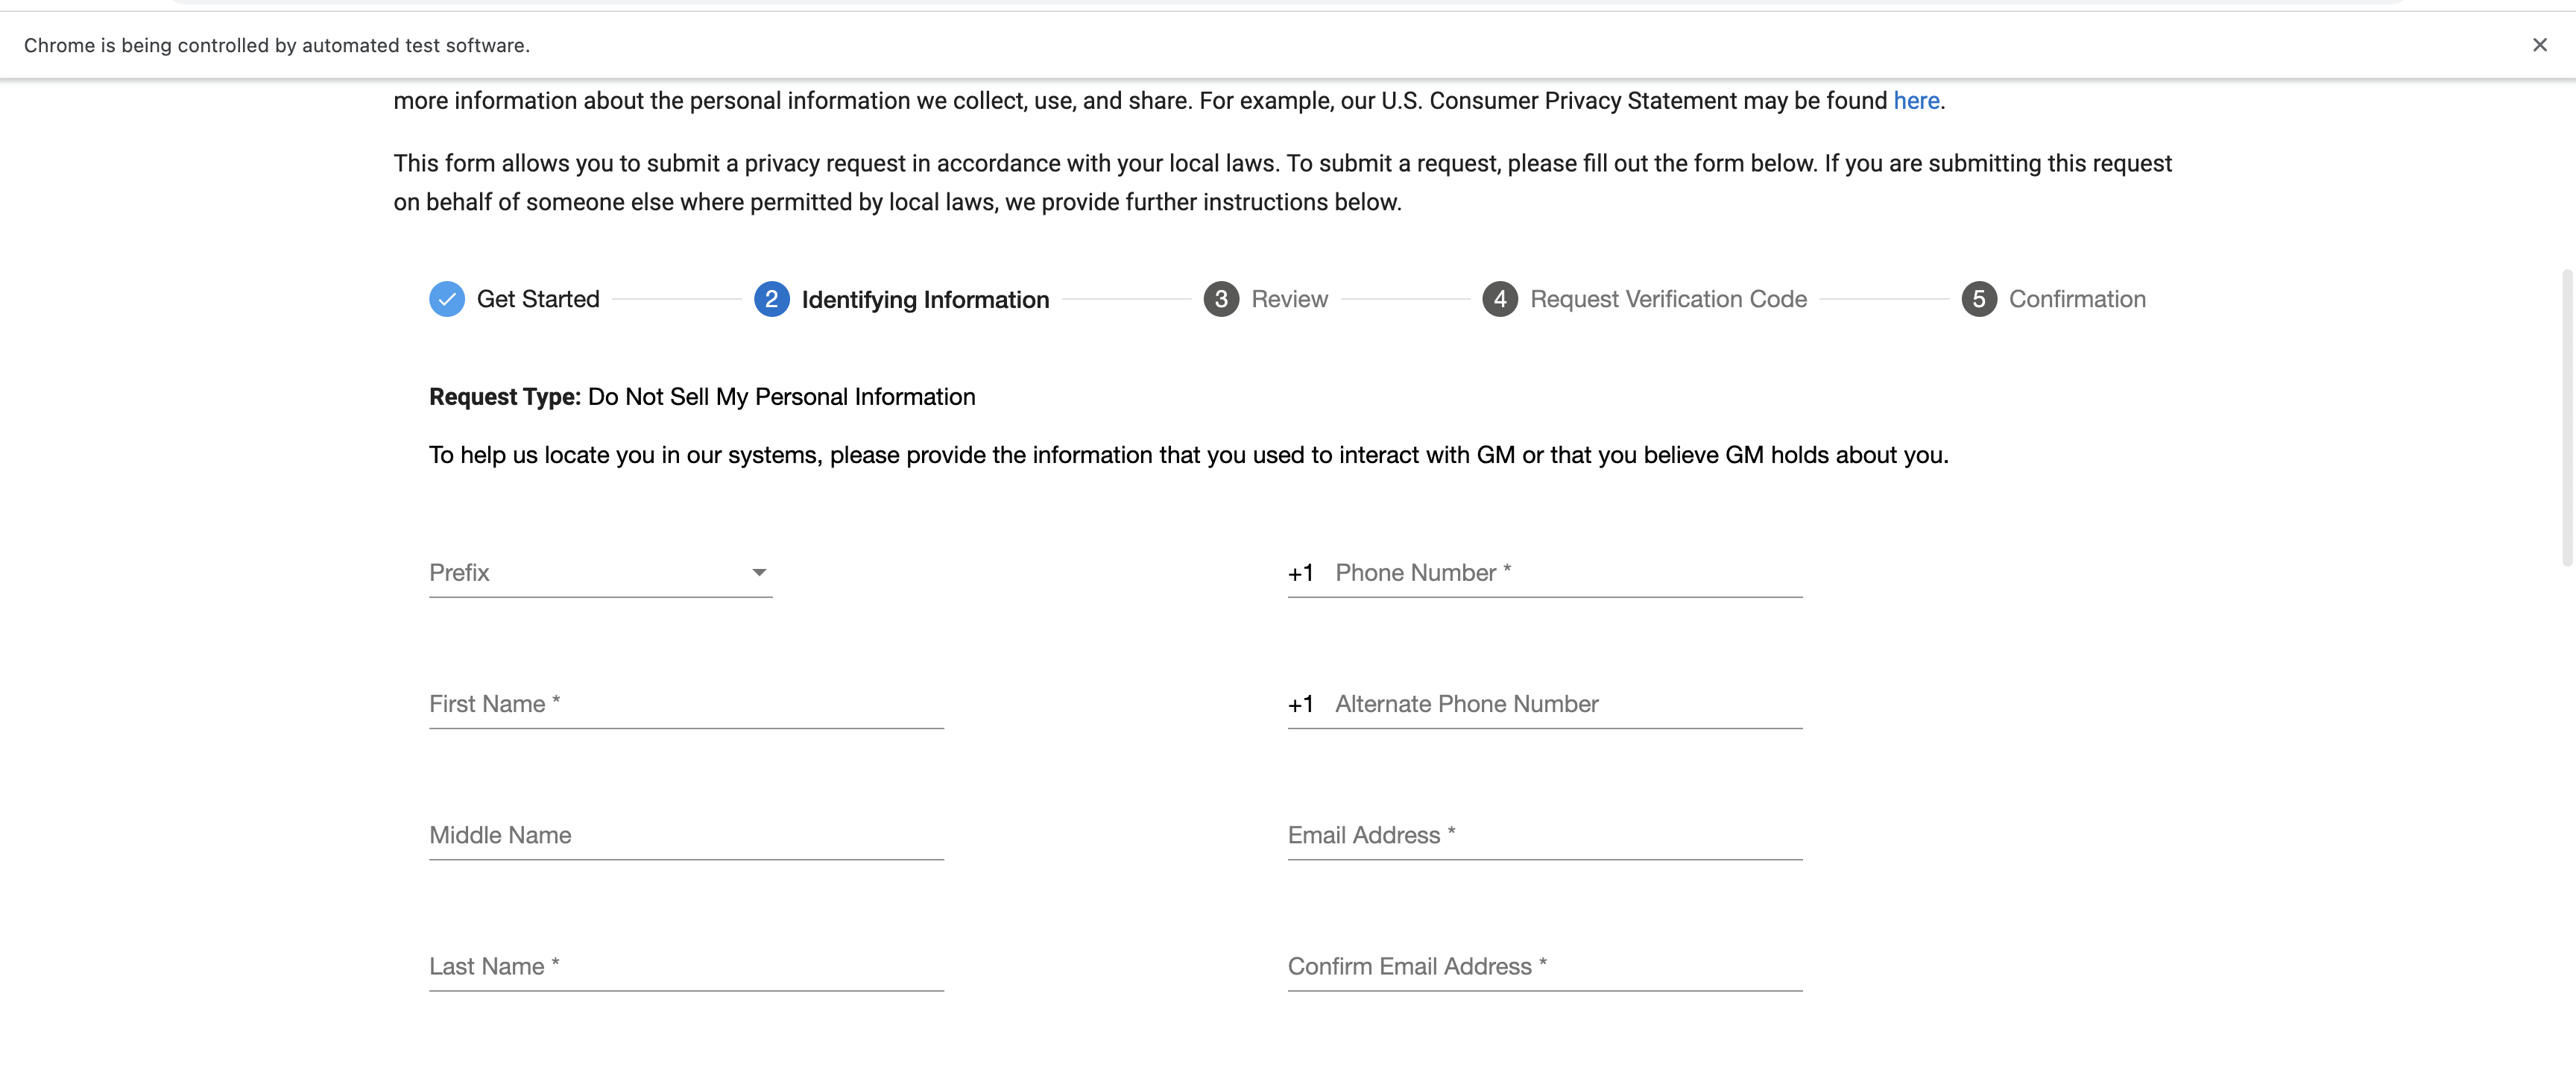 Chrome is being controlled by automated test software.
more information about the personal information we collect, use, and share. For example, our U.S. Consumer Privacy Statement may be found here.
This form allows you to submit a privacy request in accordance with your local laws. To submit a request, please fill out the form below. If you are submitting this request
on behalf of someone else where permitted by local laws, we provide further instructions below.
Get Started 2 Identifying Information 3 Review 4 Request Verification Code 5 Confirmation
Request Type: Do Not Sell My Personal Information
To help us locate you in our systems, please provide the information that you used to interact with GM or that you believe GM holds about you.
Prefix
+1 Phone Number *
First Name *
+1 Alternate Phone Number
Middle Name
Email Address *
Last Name *
Confirm Email Address *